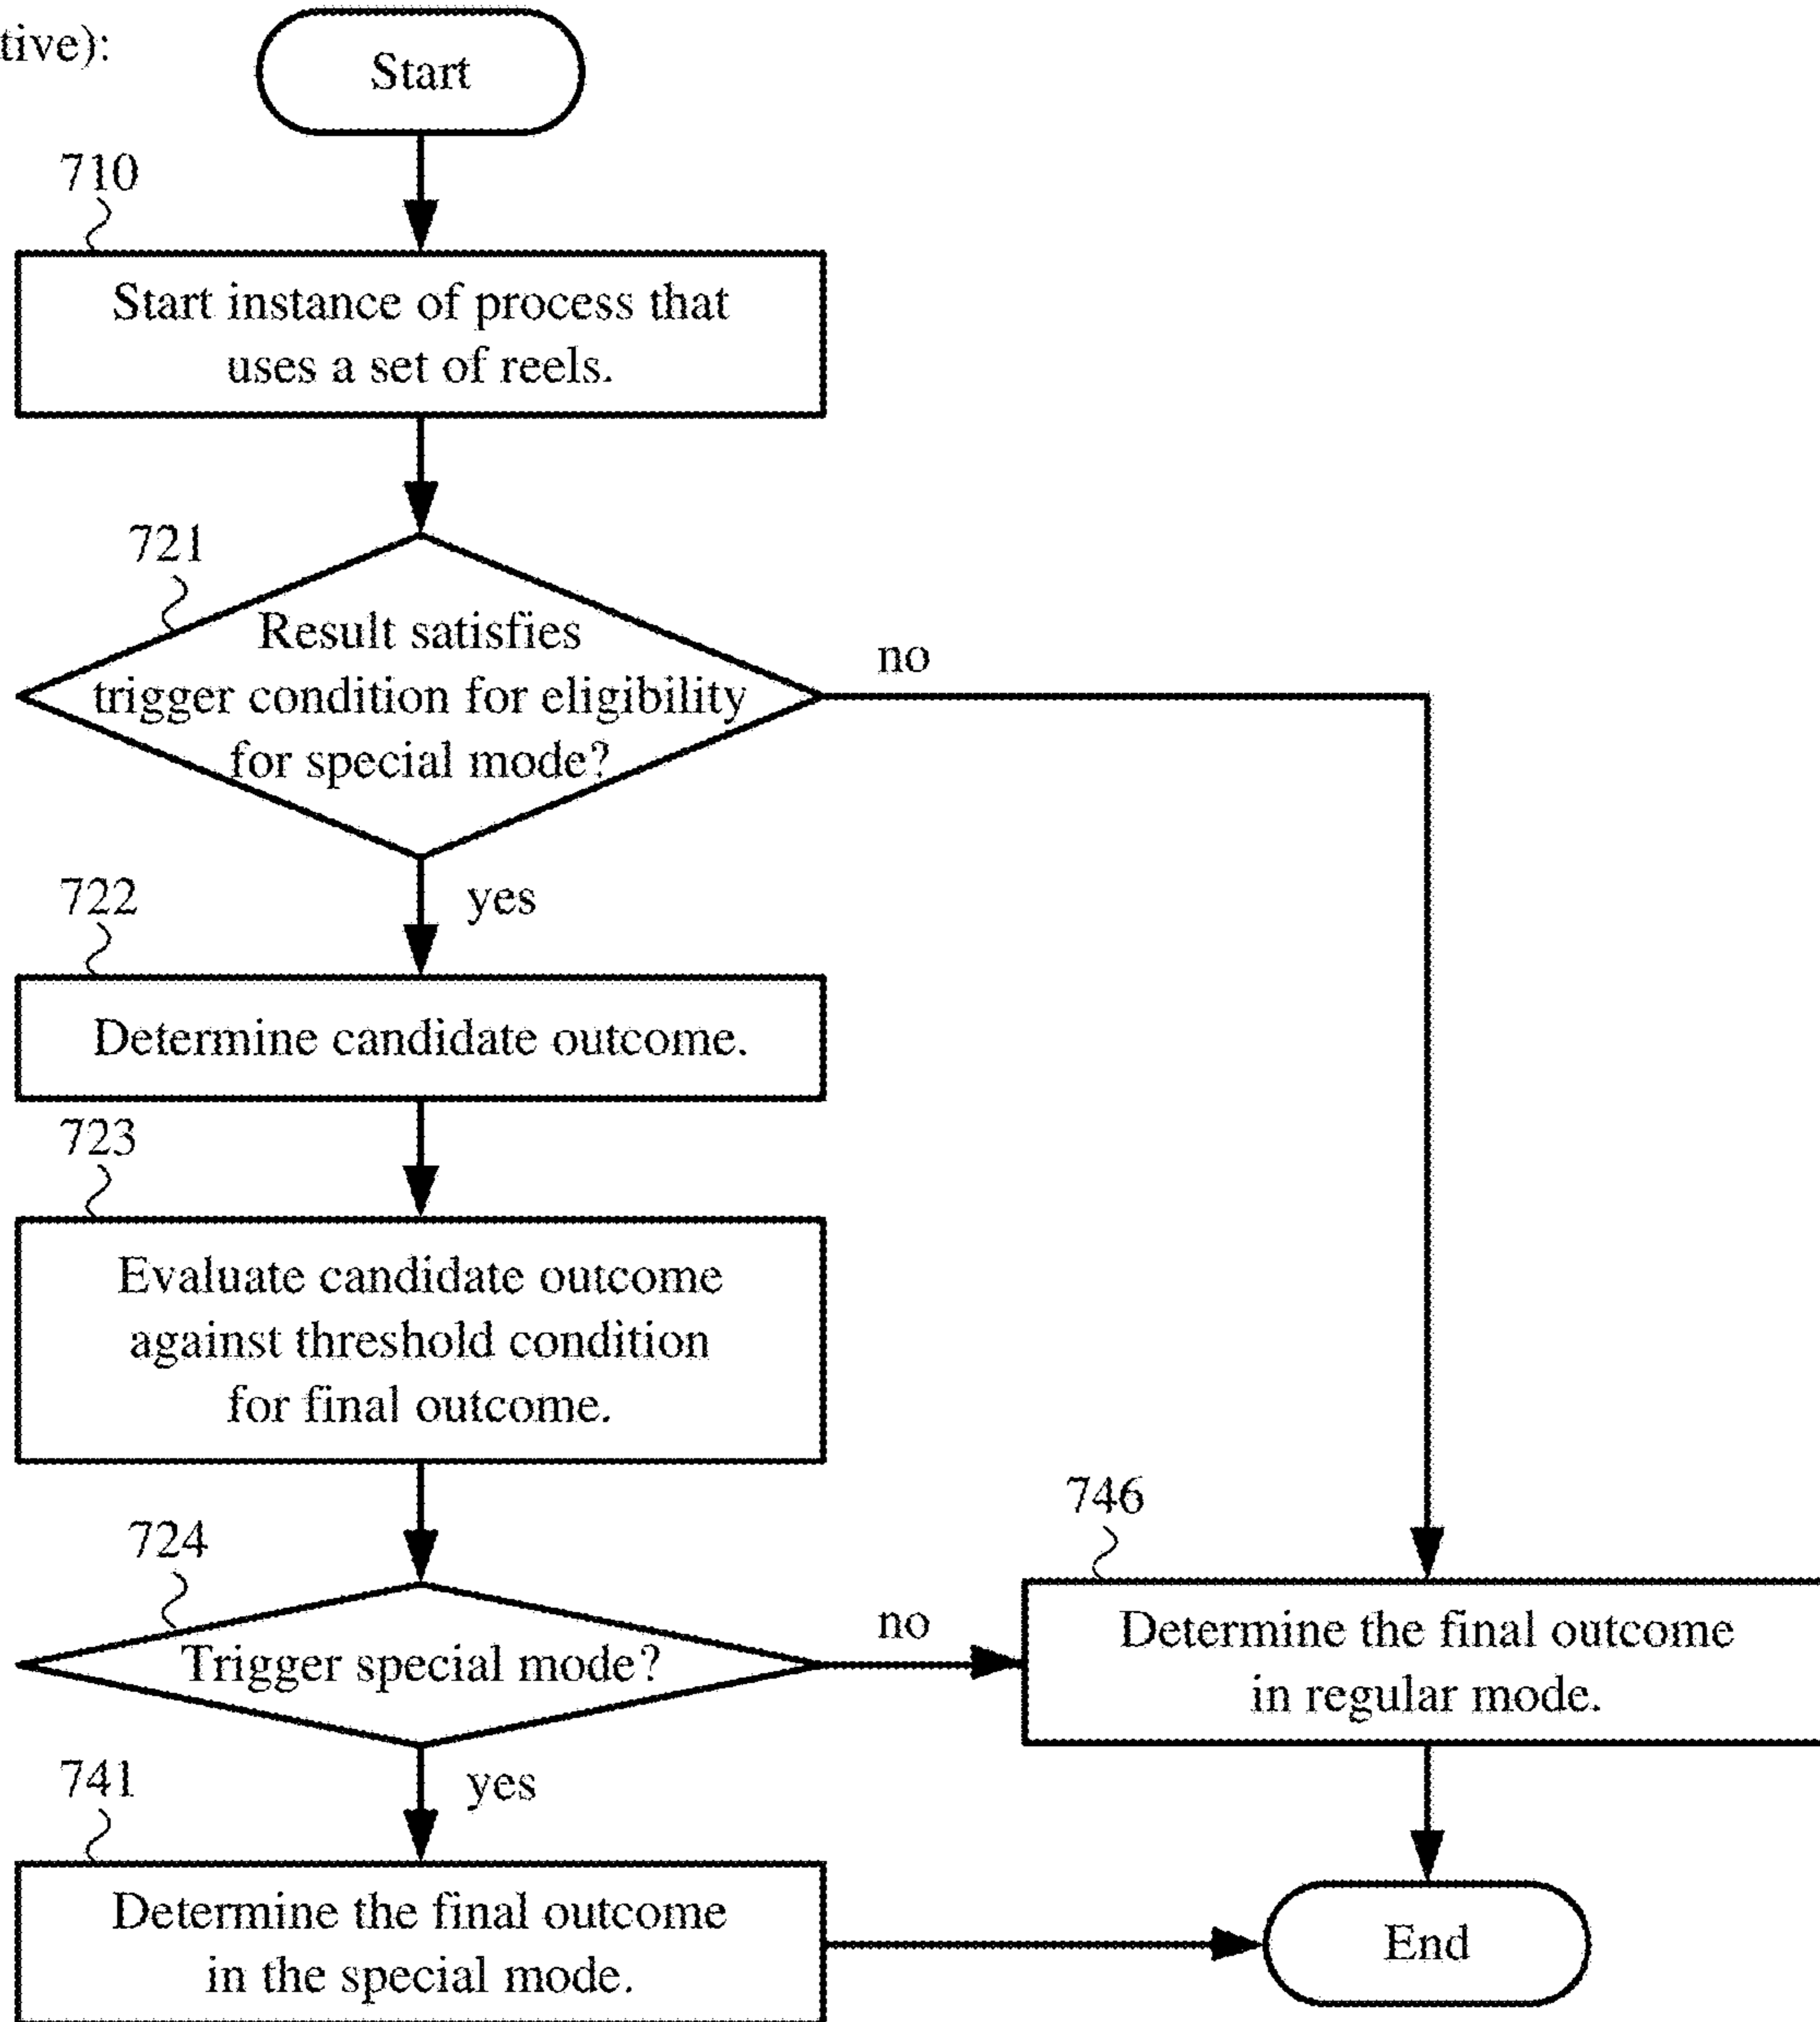 tive):
Start
710
Start instance of process that
uses a set of reels.
721
Result satisfies
trigger condition for eligibility
for special mode?
no
yes
722
Determine candidate outcome.
723
Evaluate candidate outcome
against threshold condition
for final outcome.
724
Trigger special mode?
no
746
Determine the final outcome
in regular mode.
yes
741
Determine the final outcome
in the special mode.
End